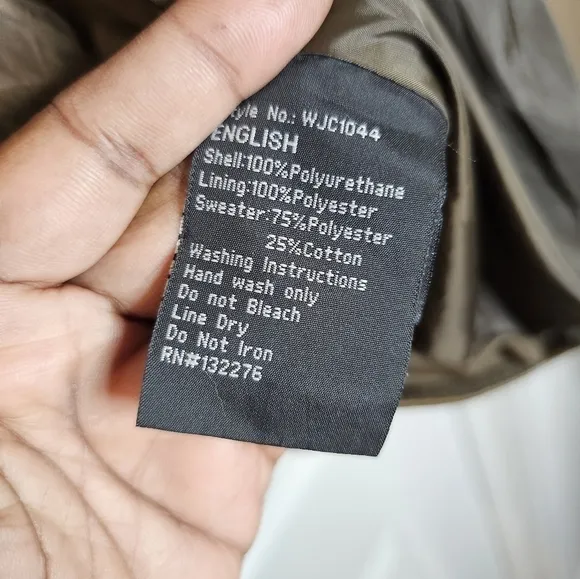 tyle No.: WJC1044
ENGLISH
Shell:100%Polyurethane
Lining:100%Polyester
Sweater:75%Polyester
25%Cotton
Washing Instructions
Hand wash only
Do not Bleach
Line Dry
Do Not Iron
RN#132276